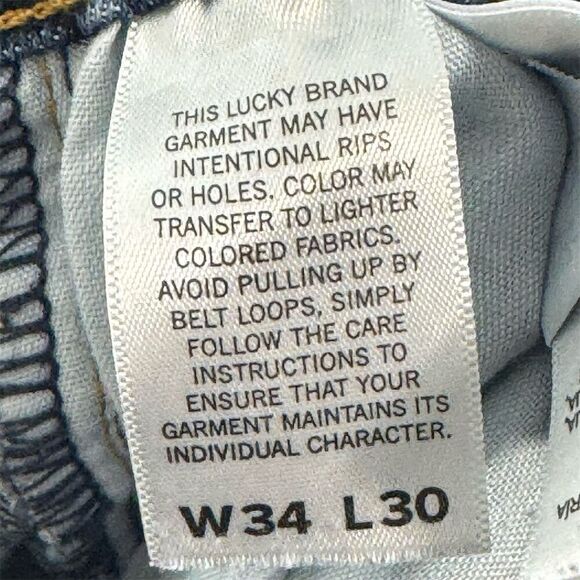 THIS LUCKY BRAND
GARMENT MAY HAVE
INTENTIONAL RIPS
OR HOLES. COLOR MAY
TRANSFER TO LIGHTER
COLORED FABRICS.
AVOID PULLING UP BY
BELT LOOPS, SIMPLY
FOLLOW THE CARE
INSTRUCTIONS TO
ENSURE THAT YOUR
GARMENT MAINTAINS ITS
INDIVIDUAL CHARACTER.
W34 L30